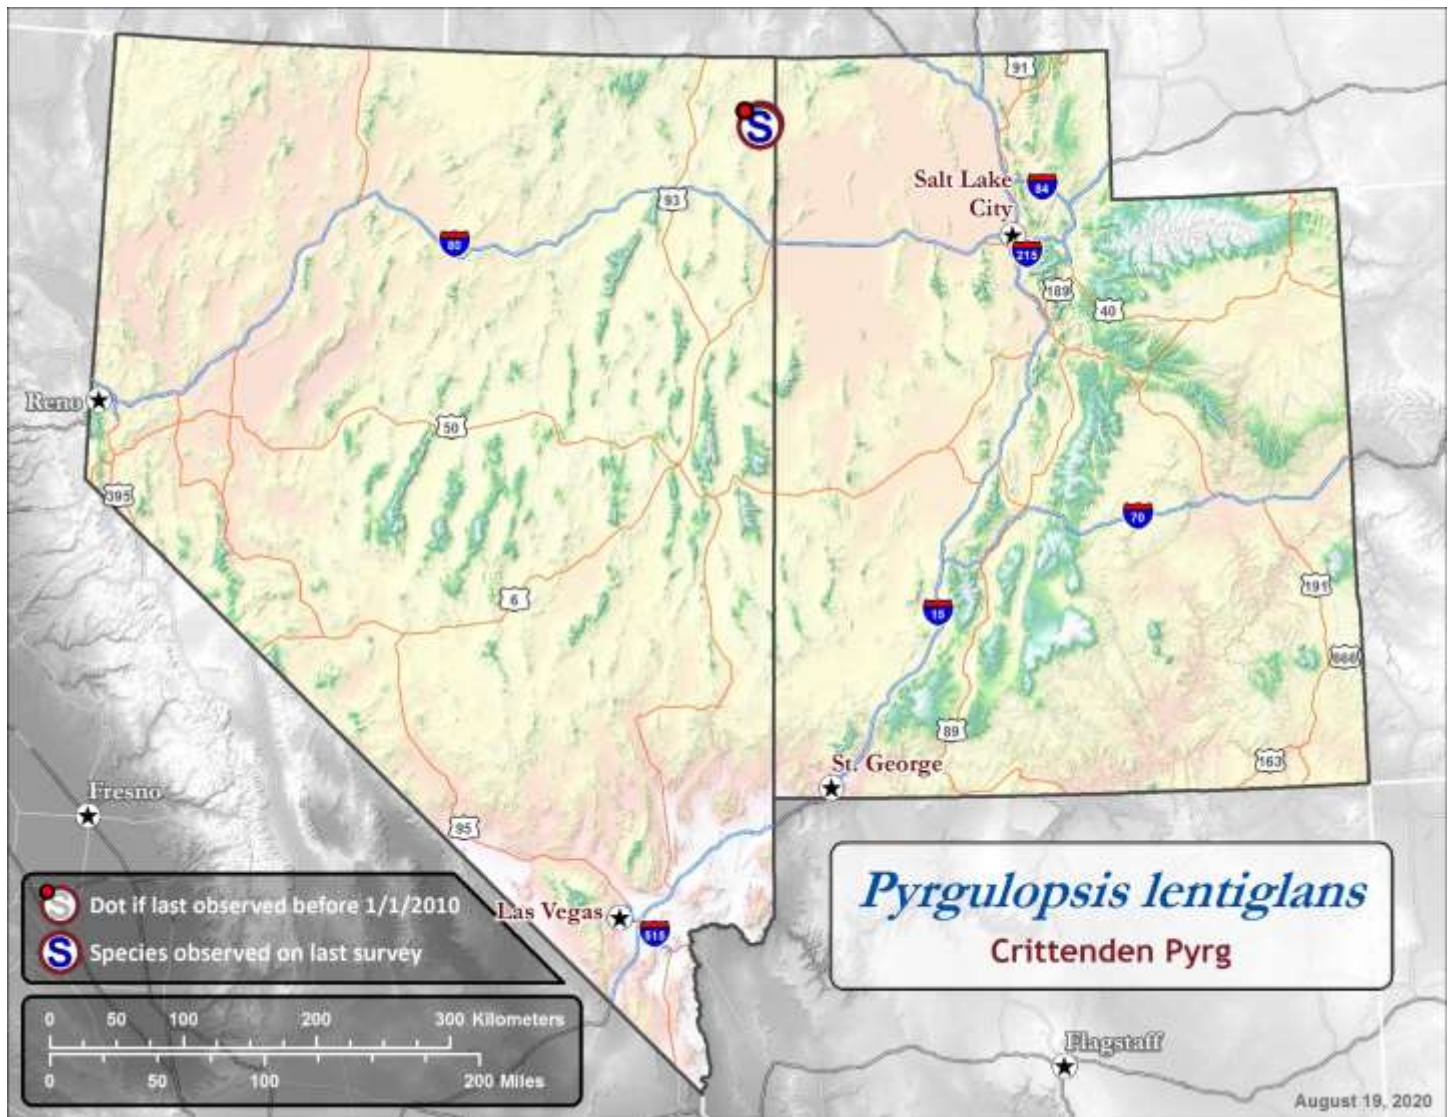 91
S
Salt Lake
City
84
93
80
215
189
40
Reno
50
395
70
6
191
15
666
89
St. George
163
Fresno
95
Pyrgulopsis lentiglans
Crittenden Pyrg
S Dot if last observed before 1/1/2010
S Species observed on last survey
Las Vegas
515
0 50 100 200 300 Kilometers
0 50 100 200 Miles
Flagstaff
August 19, 2020